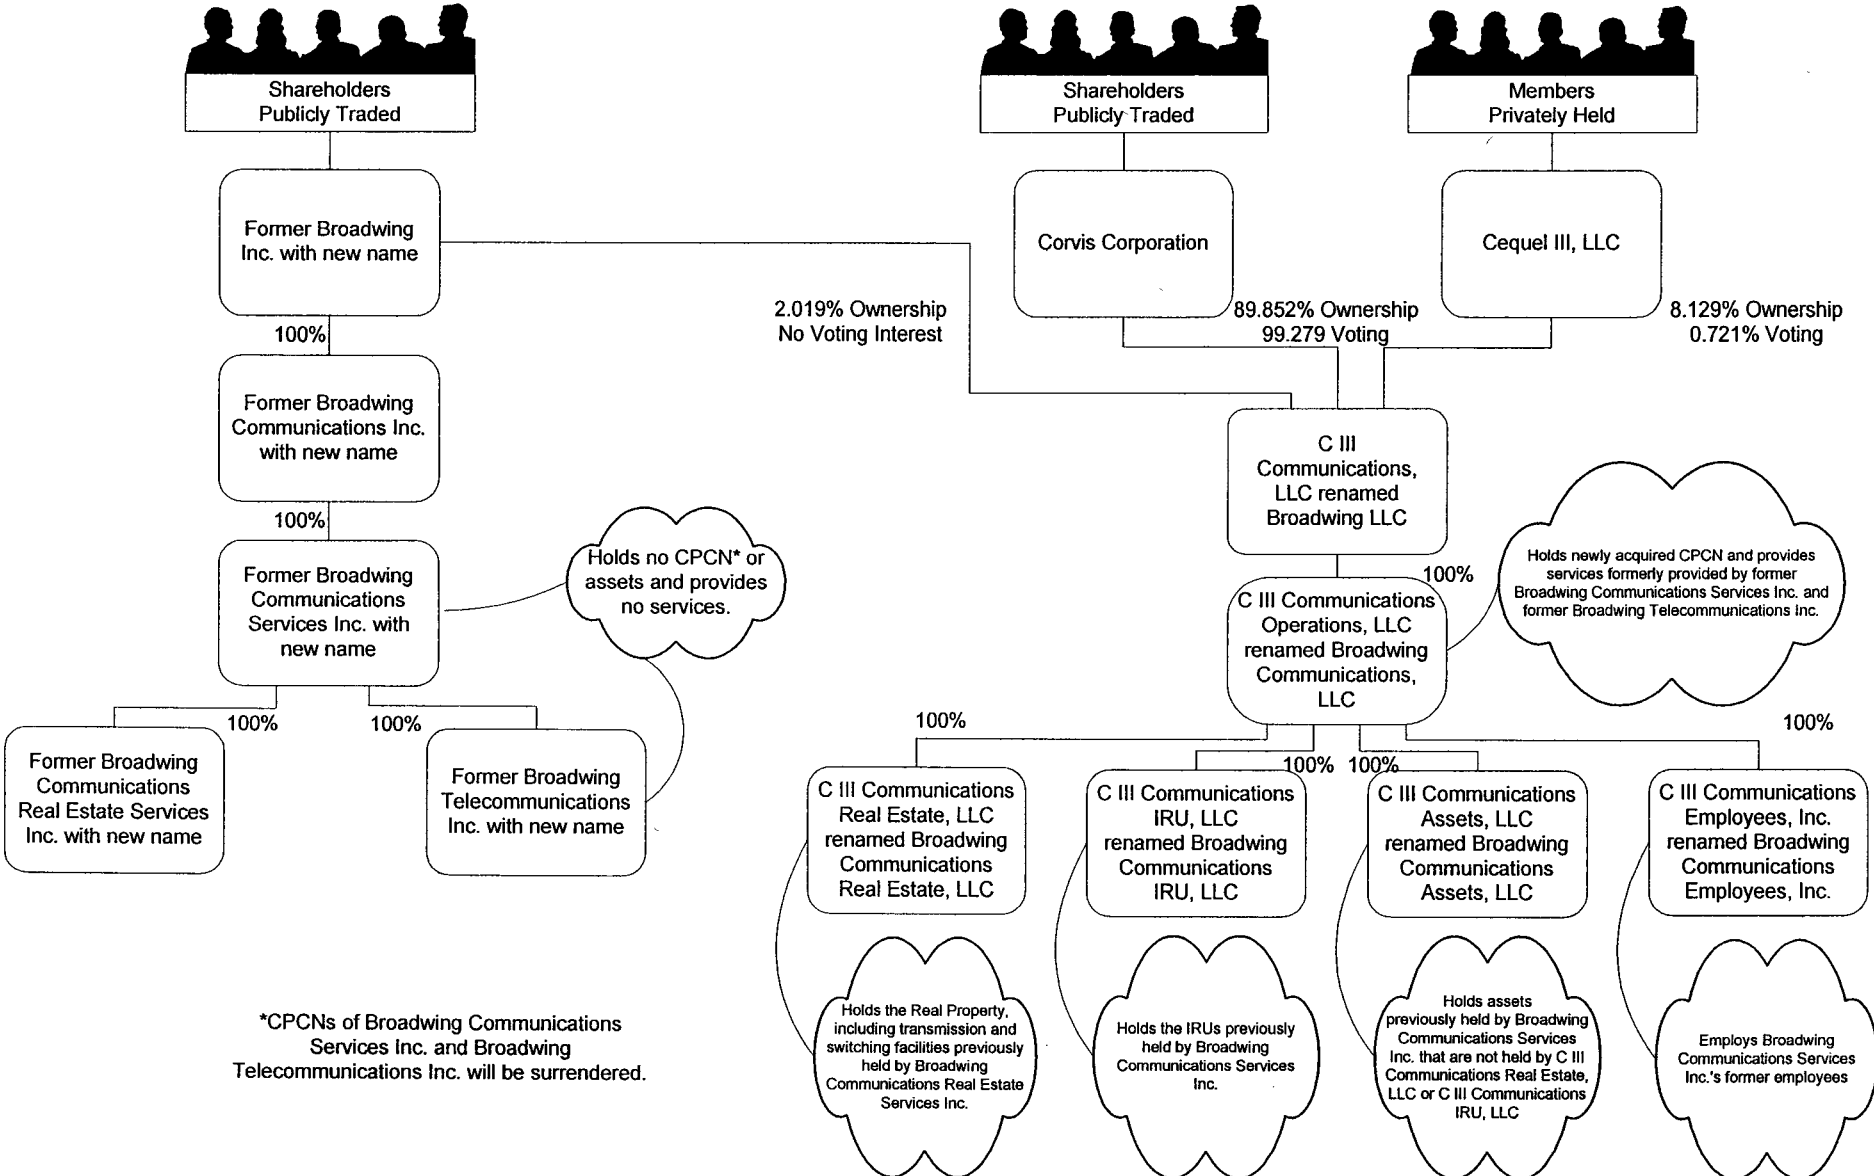 Shareholders
Publicly Traded
Shareholders
Publicly Traded
Members
Privately Held
Former Broadwing
Inc. with new name
Corvis Corporation
Cequel III, LLC
2.019% Ownership
No Voting Interest
89.852% Ownership
99.279 Voting
8.129% Ownership
0.721% Voting
100%
Former Broadwing
Communications Inc.
with new name
C III
Communications,
LLC renamed
Broadwing LLC
100%
Former Broadwing
Communications
Services Inc. with
new name
Holds no CPCN* or
assets and provides
no services.
100%
C III Communications
Operations, LLC
renamed Broadwing
Communications,
LLC
Holds newly acquired CPCN and provides
services formerly provided by former
Broadwing Communications Services Inc. and
former Broadwing Telecommunications Inc.
100%
100%
100%
100%
100%
100%
Former Broadwing
Communications
Real Estate Services
Inc. with new name
Former Broadwing
Telecommunications
Inc. with new name
C III Communications
Real Estate, LLC
renamed Broadwing
Communications
Real Estate, LLC
C III Communications
IRU, LLC
renamed Broadwing
Communications
IRU, LLC
C III Communications
Assets, LLC
renamed Broadwing
Communications
Assets, LLC
C III Communications
Employees, Inc.
renamed Broadwing
Communications
Employees, Inc.
Holds the Real Property,
including transmission and
switching facilities previously
held by Broadwing
Communications Real Estate
Services Inc.
Holds the IRUs previously
held by Broadwing
Communications Services
Inc.
Holds assets
previously held by Broadwing
Communications Services
Inc. that are not held by C III
Communications Real Estate,
LLC or C III Communications
IRU, LLC
Employs Broadwing
Communications Services
Inc.'s former employees
*CPCNs of Broadwing Communications
Services Inc. and Broadwing
Telecommunications Inc. will be surrendered.